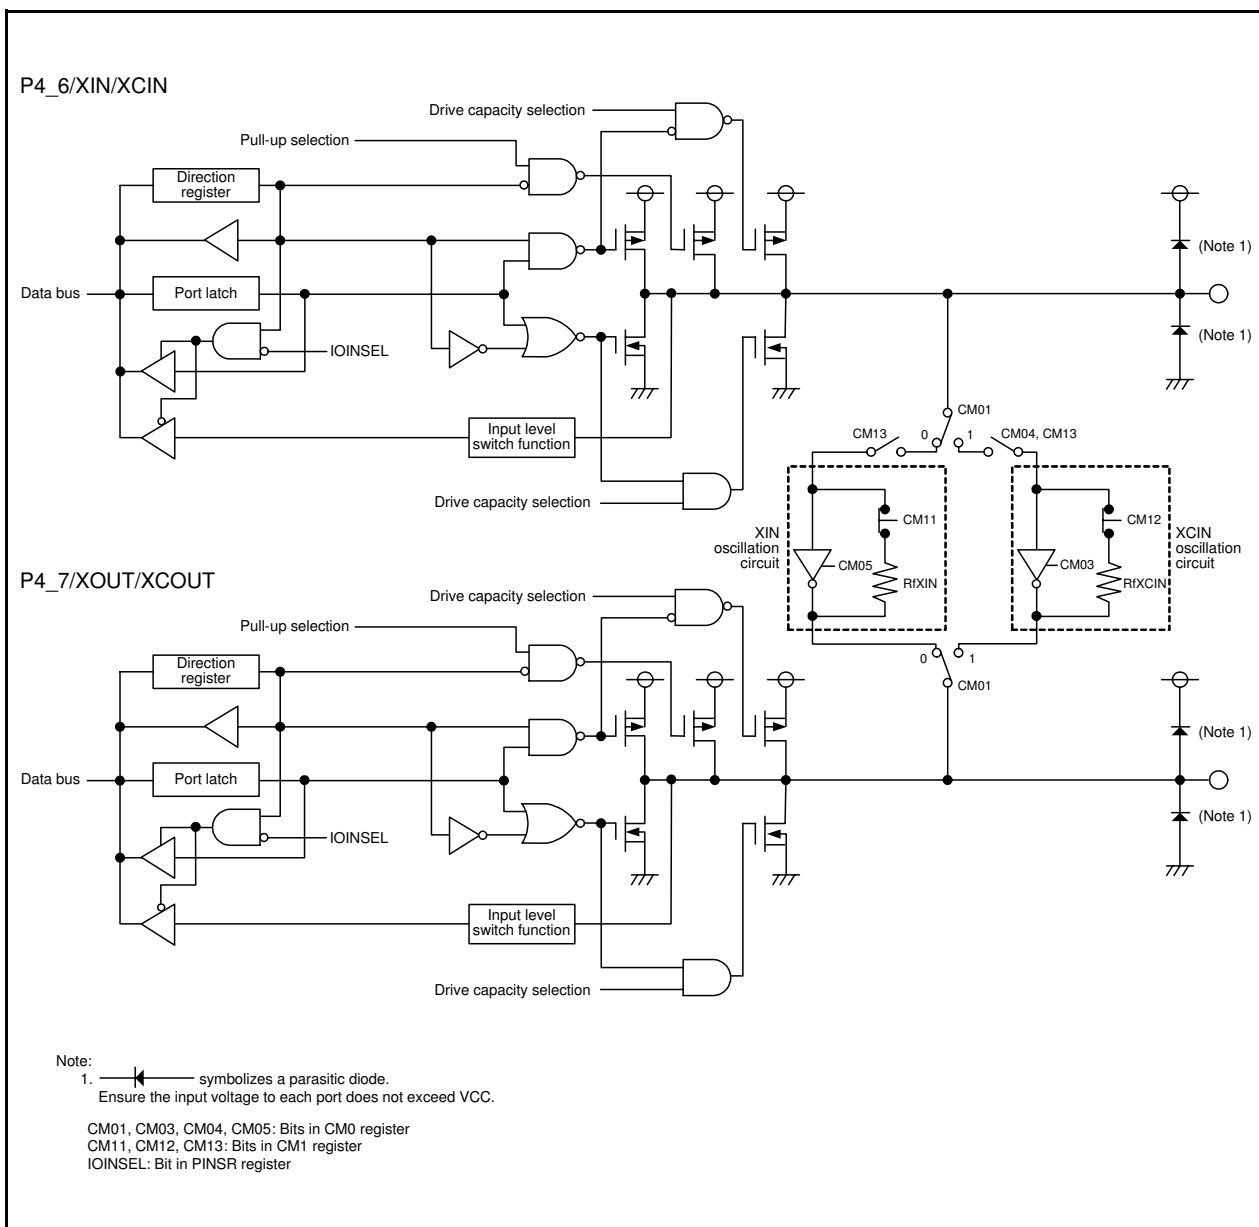 P4_6/XIN/XCIN
Drive capacity selection
Pull-up selection
Direction
register
(Note 1)
Data bus
Port latch
(Note 1)
IOINSEL
CM01
Input level
switch function
CM13
0
1
CM04, CM13
Drive capacity selection
XIN
oscillation
circuit
CM11
CM05
RfXIN
CM12
CM03
RfXCIN
XCIN
oscillation
circuit
P4_7/XOUT/XCOUT
Drive capacity selection
Pull-up selection
0
1
CM01
Direction
register
(Note 1)
Data bus
Port latch
(Note 1)
IOINSEL
Input level
switch function
Drive capacity selection
Note:
1. symbolizes a parasitic diode.
Ensure the input voltage to each port does not exceed VCC.
CM01, CM03, CM04, CM05: Bits in CM0 register
CM11, CM12, CM13: Bits in CM1 register
IOINSEL: Bit in PINSR register